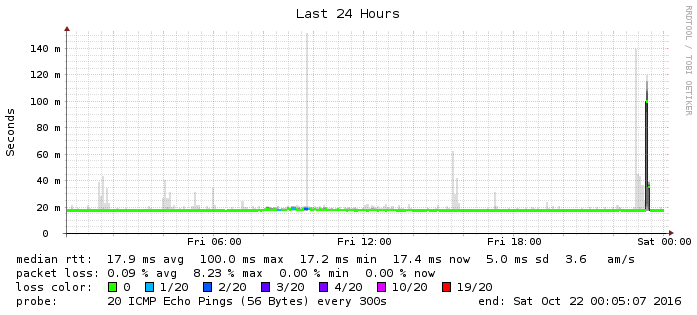 Last 24 Hours
RRDTOOL / TOBI OETIKER
Seconds
140 m
120 m
100 m
80 m
60 m
40 m
20 m
0
Fri 06:00 Fri 12:00 Fri 18:00 Sat 00:00
median rtt: 17.9 ms avg 100.0 ms max 17.2 ms min 17.4 ms now 5.0 ms sd 3.6 am/s
packet loss: 0.09 % avg 8.23 % max 0.00 % min 0.00 % now
loss color: 0 1/20 2/20 3/20 4/20 10/20 19/20
probe: 20 ICMP Echo Pings (56 Bytes) every 300s end: Sat Oct 22 00:05:07 2016